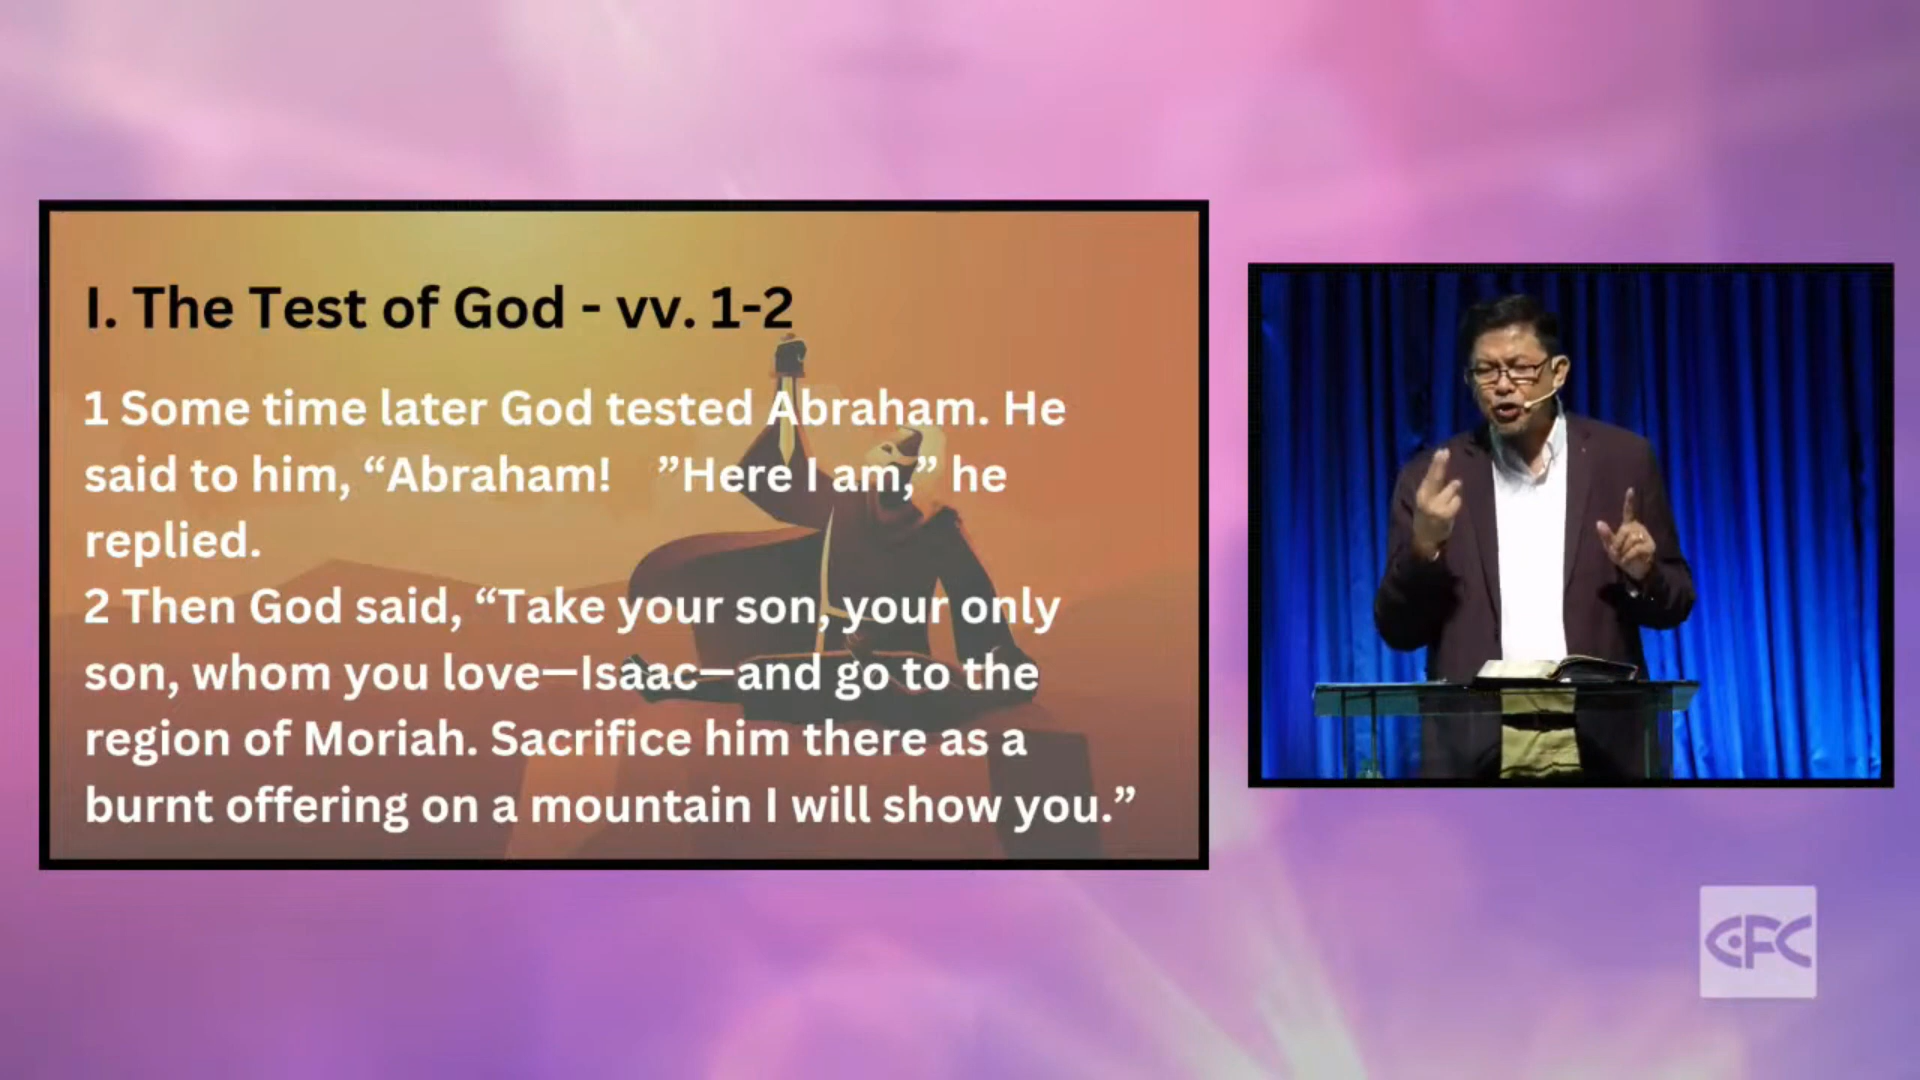 I. The Test of God - vv. 1-2
1 Some time later God tested Abraham. He
said to him, “Abraham!    ”Here I am,” he
replied.
2 Then God said, “Take your son, your only
son, whom you love—Isaac—and go to the
region of Moriah. Sacrifice him there as a
burnt offering on a mountain I will show you.”
CFC